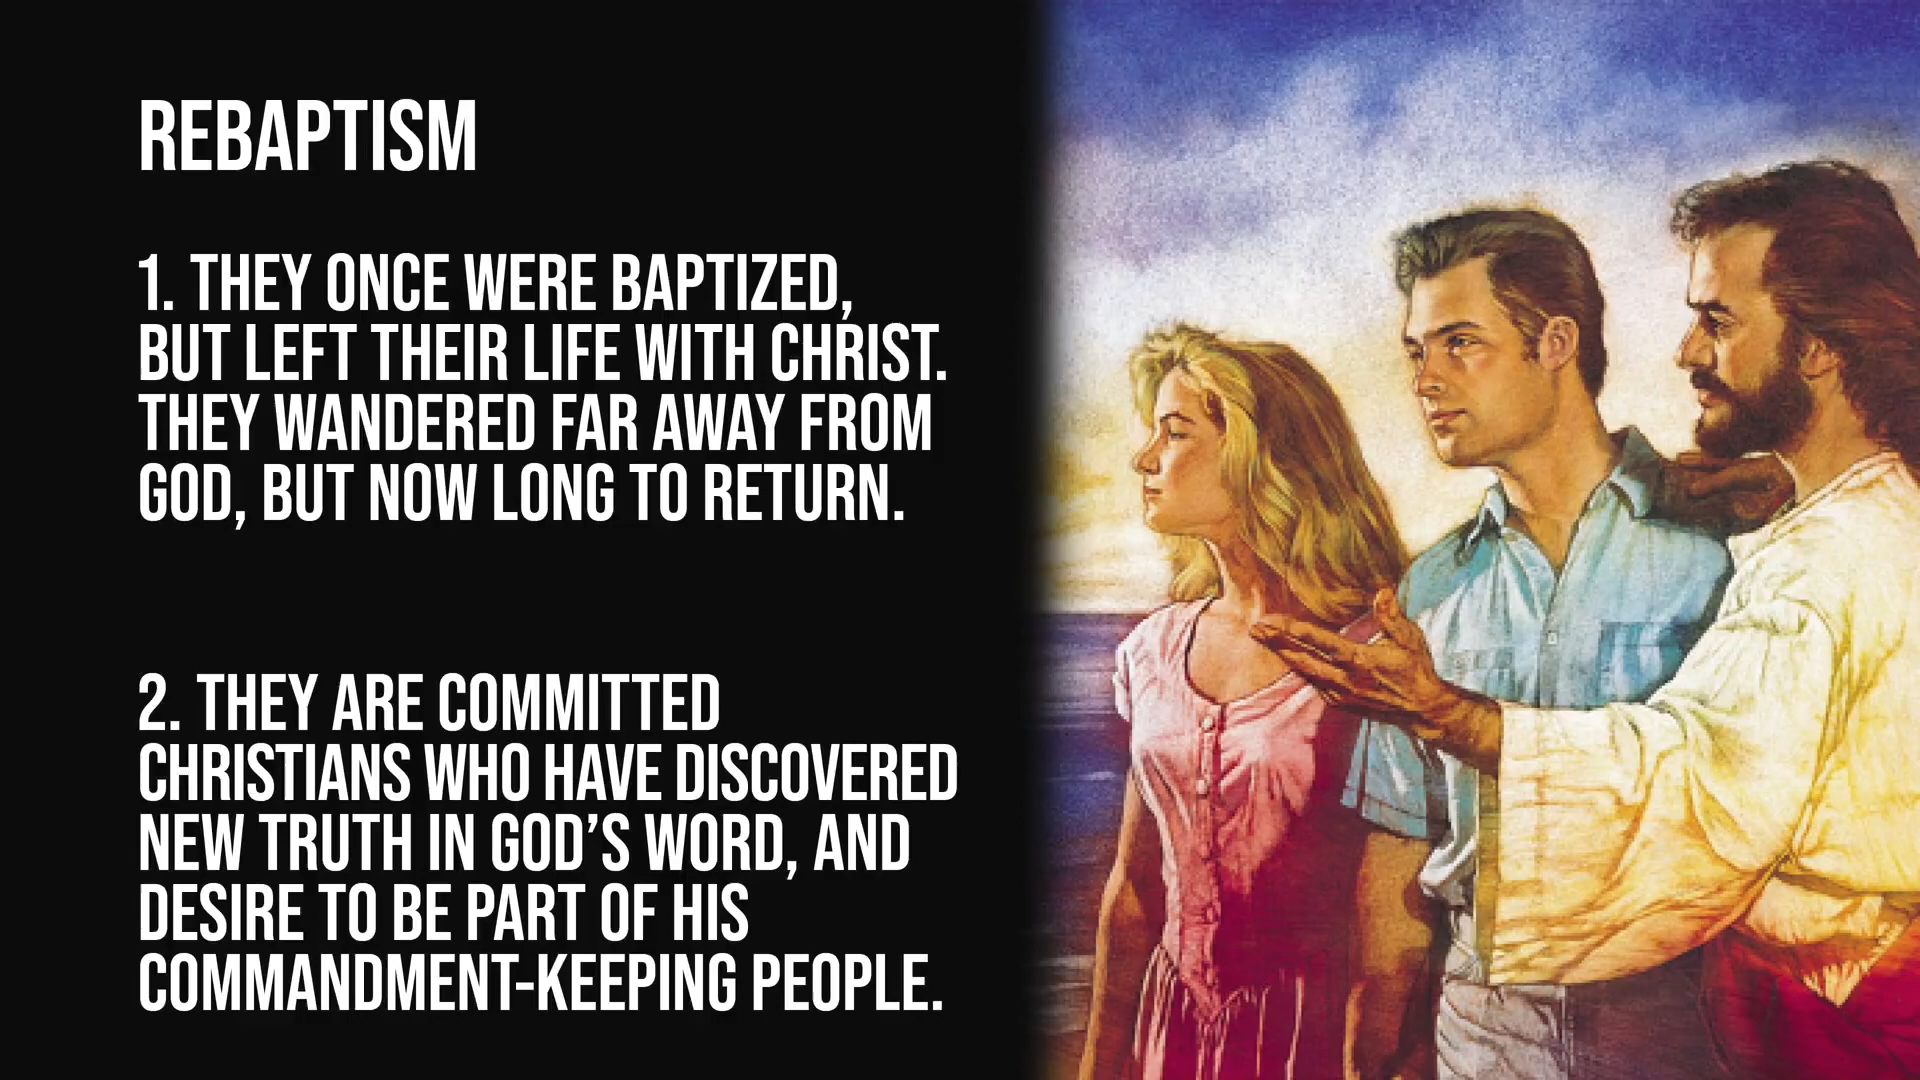 REBAPTISM
1. THEY ONCE WERE BAPTIZED,
BUT LEFT THEIR LIFE WITH CHRIST.
THEY WANDERED FAR AWAY FROM
GOD, BUT NOW LONG TO RETURN.
2. THEY ARE COMMITTED
CHRISTIANS WHO HAVE DISCOVERED
NEW TRUTH IN GOD’S WORD, AND
DESIRE TO BE PART OF HIS
COMMANDMENT-KEEPING PEOPLE.